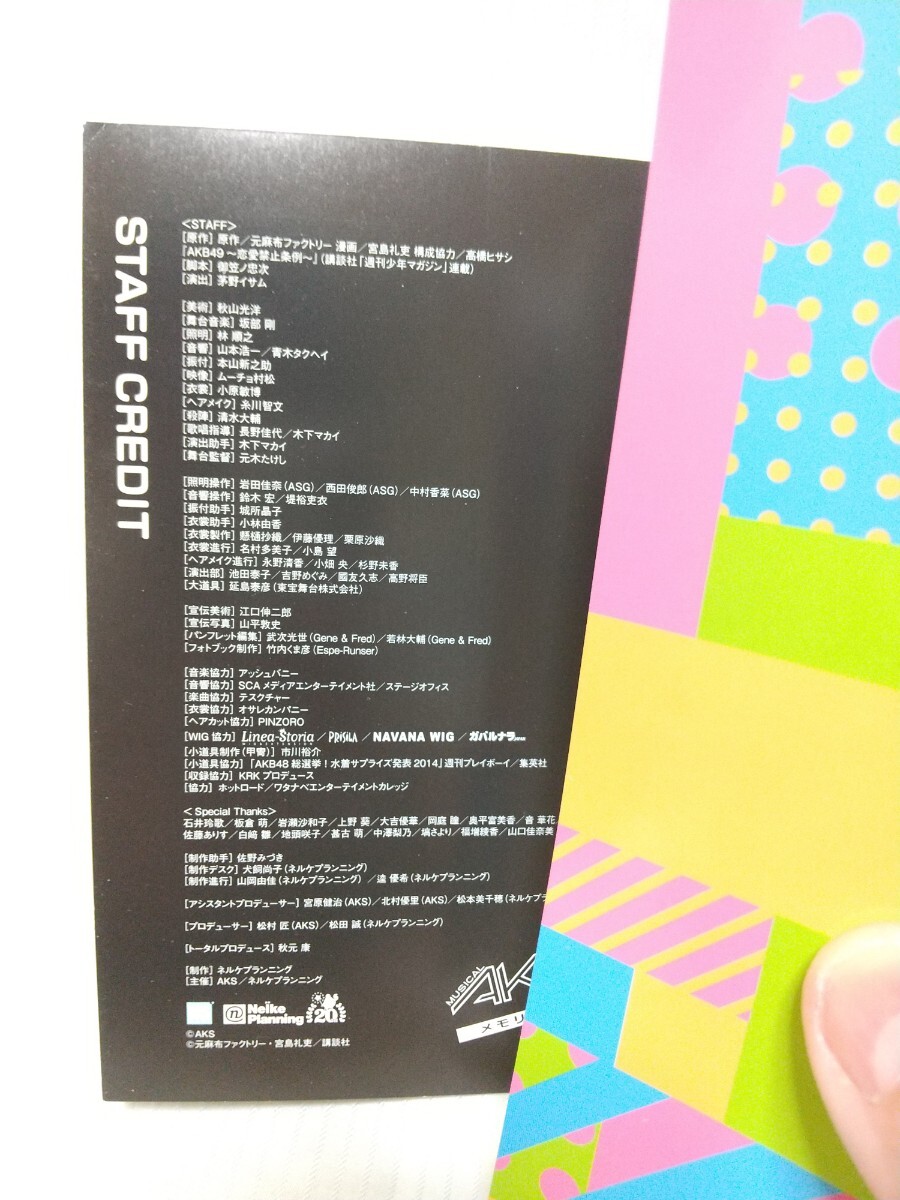 STAFF CREDIT
<STAFF>
[原作] 原作/元麻布ファクトリー 漫画/宮島礼吏 構成協力/高橋ヒサシ
『AKB49～恋愛禁止条例～』(講談社「週刊少年マガジン」連載)
[脚本] 御笠ノ忠次
[演出] 茅野イサム
[美術] 秋山光洋
[舞台音楽] 坂部 剛
[照明] 林 順之
[音響] 山本浩一/青木タクヘイ
[振付] 本山新之助
[映像] ムーチョ村松
[衣裳] 小原敏博
[ヘアメイク] 糸川智文
[殺陣] 清水大輔
[歌唱指導] 長野佳代/木下マカイ
[演出助手] 木下マカイ
[舞台監督] 元木たけし
[照明操作] 岩田佳奈(ASG)/西田俊郎(ASG)/中村香菜(ASG)
[音響操作] 鈴木 宏/堤裕吏衣
[振付助手] 城所晶子
[衣裳助手] 小林由香
[衣裳製作] 懸樋抄織/伊藤優理/栗原沙織
[衣裳進行] 名村多美子/小島 望
[ヘアメイク進行] 永野清香/小畑 央/杉野未香
[演出部] 池田泰子/吉野めぐみ/國友久志/高野将臣
[大道具] 延島泰彦(東宝舞台株式会社)
[宣伝美術] 江口伸二郎
[宣伝写真] 山平敦史
[パンフレット編集] 武次光世(Gene & Fred)/若林大輔(Gene & Fred)
[フォトブック制作] 竹内くま彦(Espe-Runser)
[音楽協力] アッシュバニー
[音響協力] SCAメディアエンターテイメント社/ステージオフィス
[楽曲協力] テスクチャー
[衣裳協力] オサレカンパニー
[ヘアカット協力] PINZORO
[WIG 協力] Linea-Storia/PRISILA/NAVANA WIG/ガバルナラ
[小道具制作(甲冑)] 市川裕介
[小道具協力] 「AKB48 総選挙!水着サプライズ発表2014」週刊プレイボーイ/集英社
[収録協力] KRKプロデュース
[協力] ホットロード/ワタナベエンターテイメントカレッジ
<Special Thanks>
石井玲歌/板倉 萌/岩瀬沙和子/上野 葵/大吉優華/岡庭 瞳/奥平富美香/音 華花
佐藤ありす/白﨑 雛/地頭咲子/甚古 萌/中澤梨乃/塙さより/福増綾香/山口佳奈美
[制作助手] 佐野みづき
[制作デスク] 犬飼尚子(ネルケプランニング)
[制作進行] 山岡由佳(ネルケプランニング)/遠 優希(ネルケプランニング)
[アシスタントプロデューサー] 宮原健治(AKS)/北村優里(AKS)/松本美千穂(ネルケプラ
[プロデューサー] 松村 匠(AKS)/松田 誠(ネルケプランニング)
[トータルプロデュース] 秋元 康
[制作] ネルケプランニング
[主催] AKS/ネルケプランニング
Nelke Planning
20
MUSICAL
AK
メモリ
©AKS
©元麻布ファクトリー・宮島礼吏/講談社